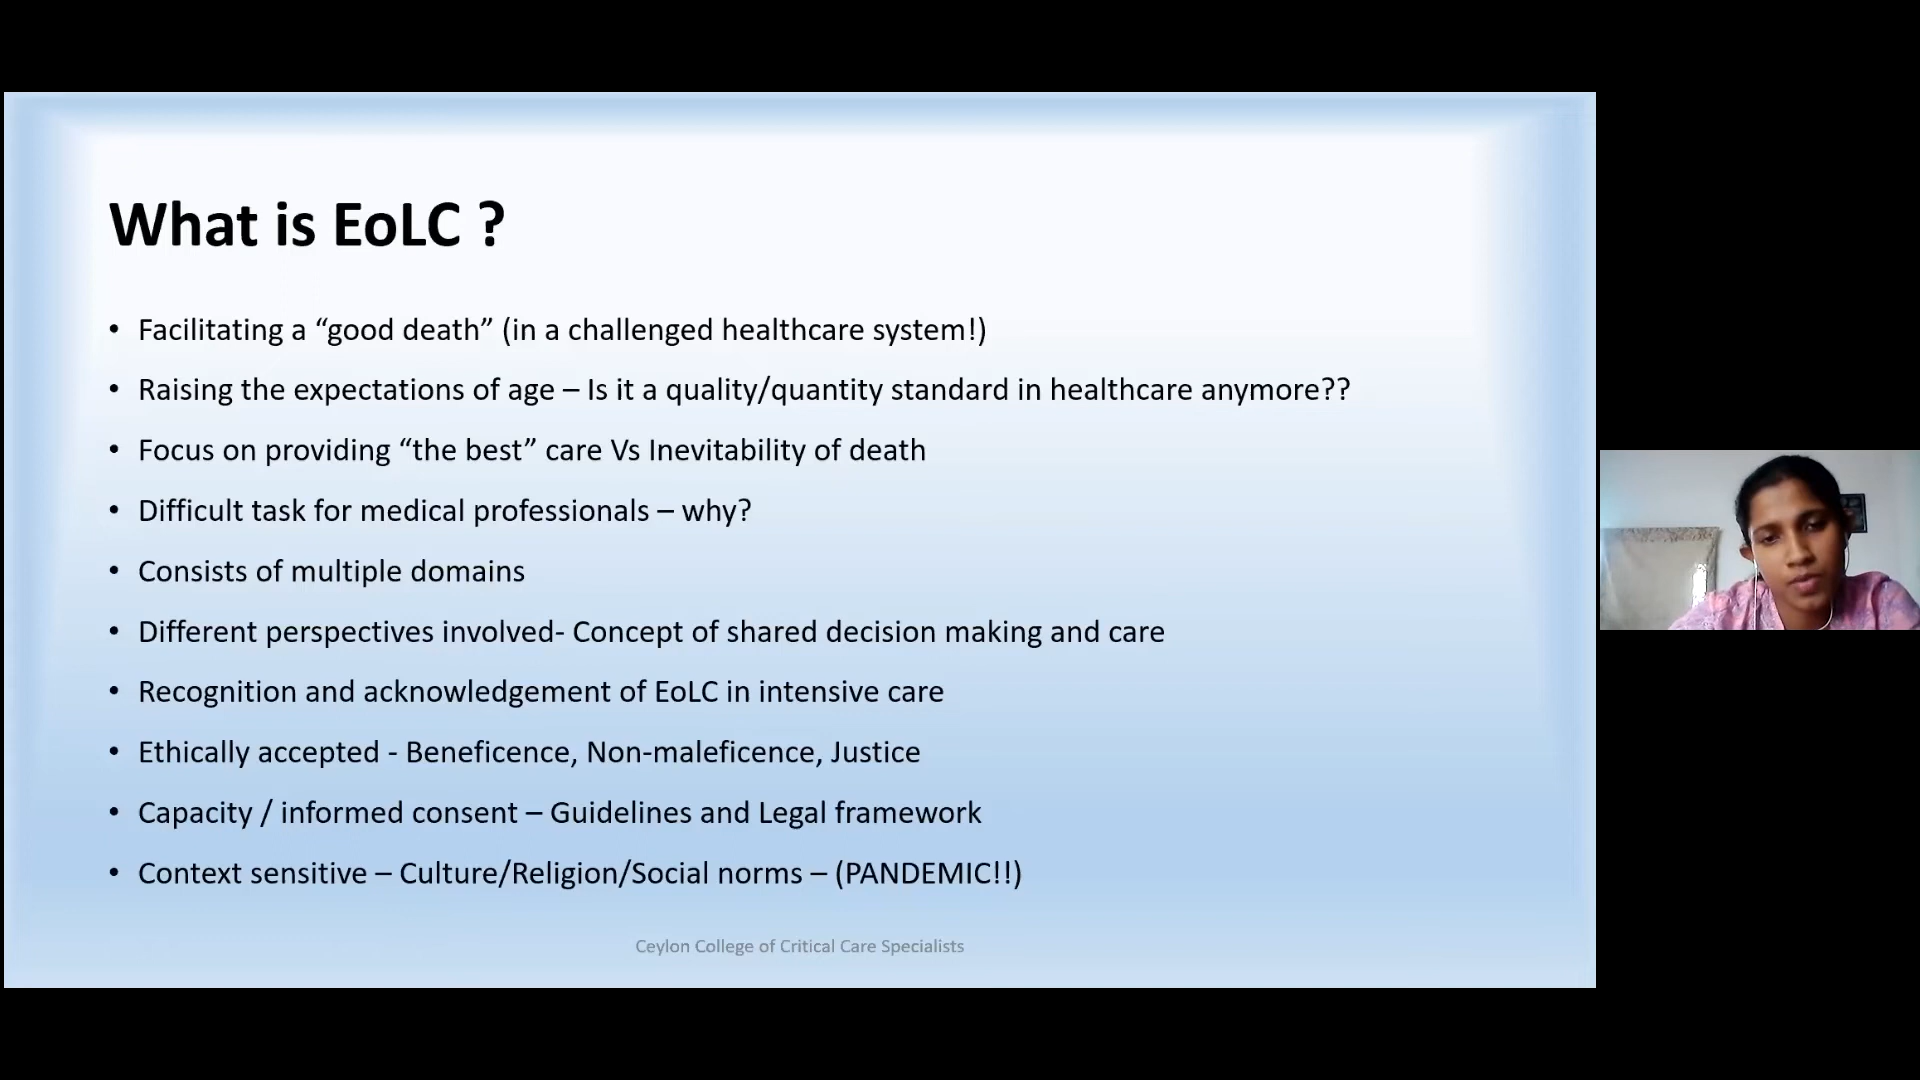 What is EoLC ?
• Facilitating a “good death” (in a challenged healthcare system!)
• Raising the expectations of age – Is it a quality/quantity standard in healthcare anymore??
• Focus on providing “the best” care Vs Inevitability of death
• Difficult task for medical professionals – why?
• Consists of multiple domains
• Different perspectives involved- Concept of shared decision making and care
• Recognition and acknowledgement of EoLC in intensive care
• Ethically accepted - Beneficence, Non-maleficence, Justice
• Capacity / informed consent – Guidelines and Legal framework
• Context sensitive – Culture/Religion/Social norms – (PANDEMIC!!)
Ceylon College of Critical Care Specialists